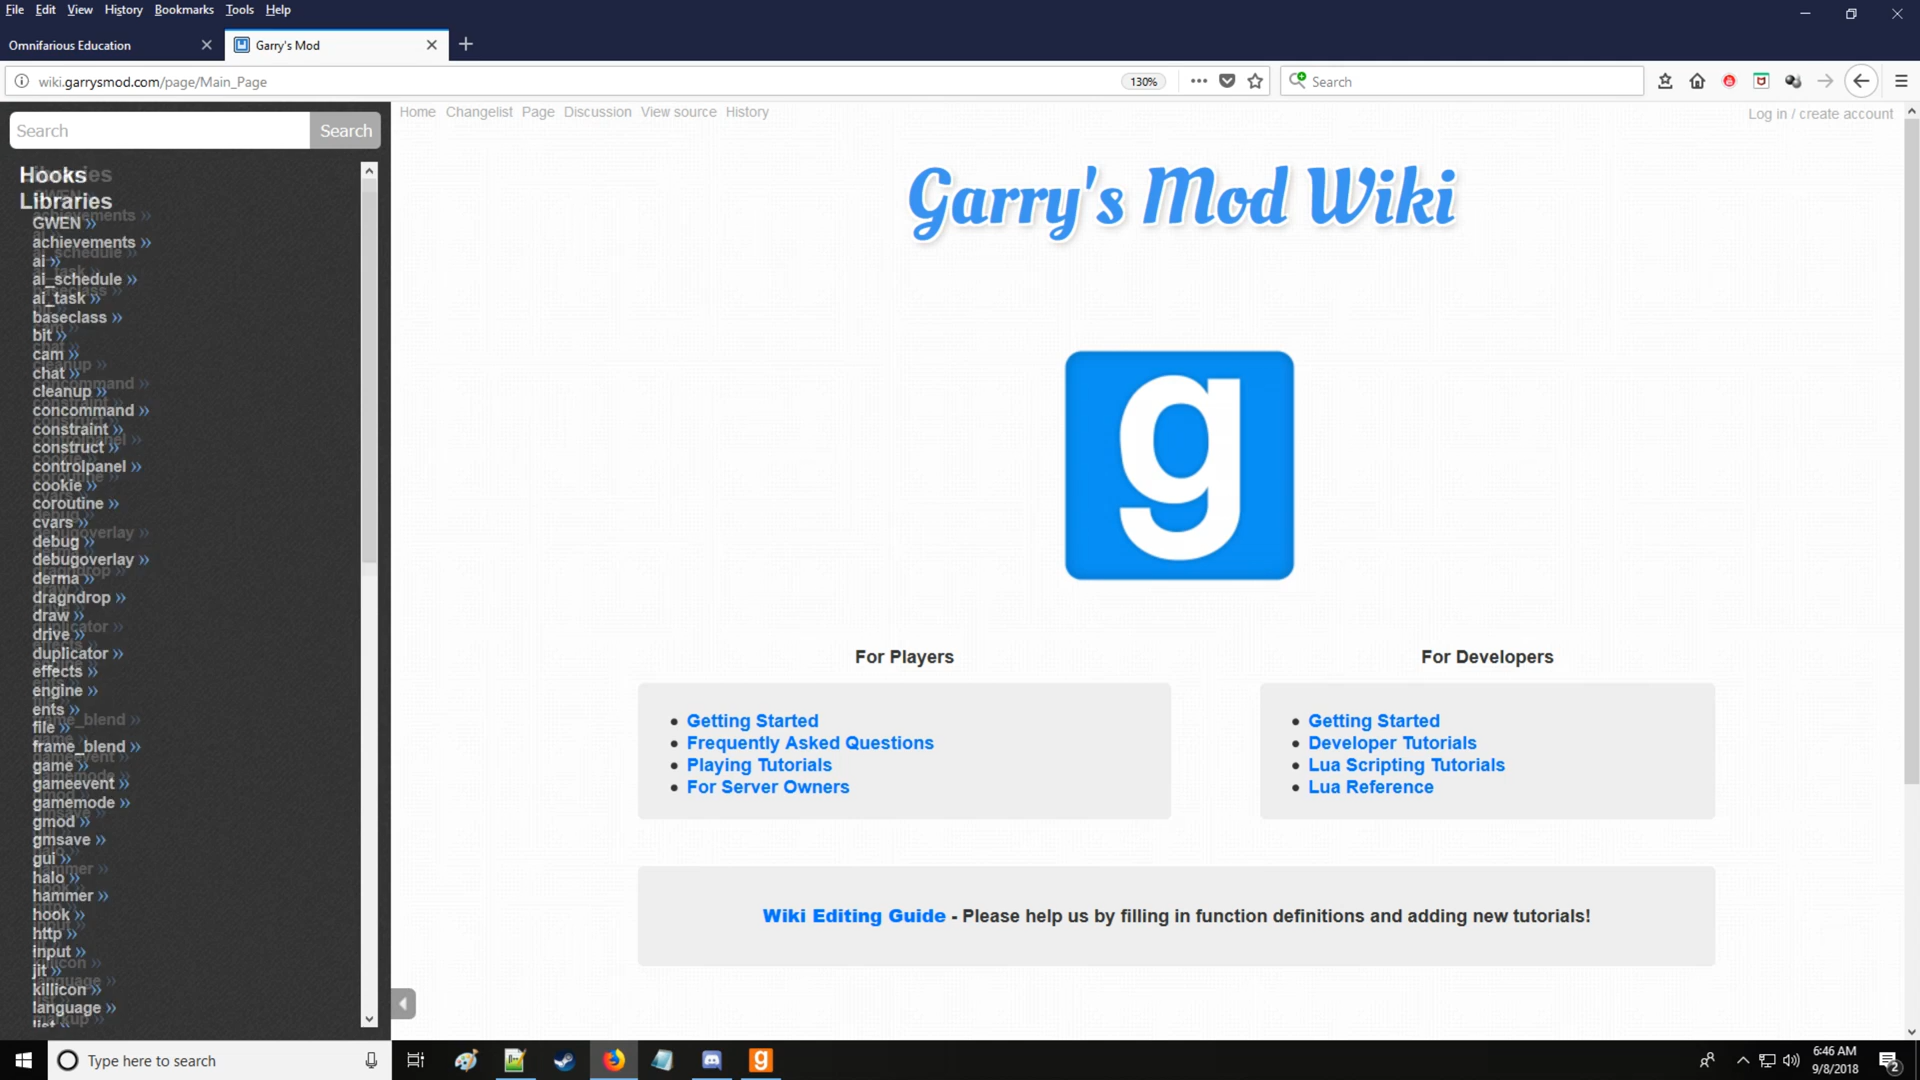 File Edit View History Bookmarks Tools Help
Omnifarious Education
Garry's Mod
wiki.garrysmod.com/page/Main_Page
130%
Search
Search
Search
Home Changelist Page Discussion View source History
Log in / create account
Hooks
Libraries
GWEN »
achievements »
ai »
ai_schedule »
ai_task »
baseclass »
bit »
cam »
chat »
cleanup »
concommand »
constraint »
construct »
controlpanel »
cookie »
coroutine »
cvars »
debug »
debugoverlay »
derma »
dragndrop »
draw »
drive »
duplicator »
effects »
engine »
ents »
file »
frame_blend »
game »
gameevent »
gamemode »
gmod »
gmsave »
gui »
halo »
hammer »
hook »
http »
input »
jit »
killicon »
language »
list »
Garry's Mod Wiki
g
For Players
Getting Started
Frequently Asked Questions
Playing Tutorials
For Server Owners
For Developers
Getting Started
Developer Tutorials
Lua Scripting Tutorials
Lua Reference
Wiki Editing Guide - Please help us by filling in function definitions and adding new tutorials!
Type here to search
g
6:46 AM
9/8/2018
2